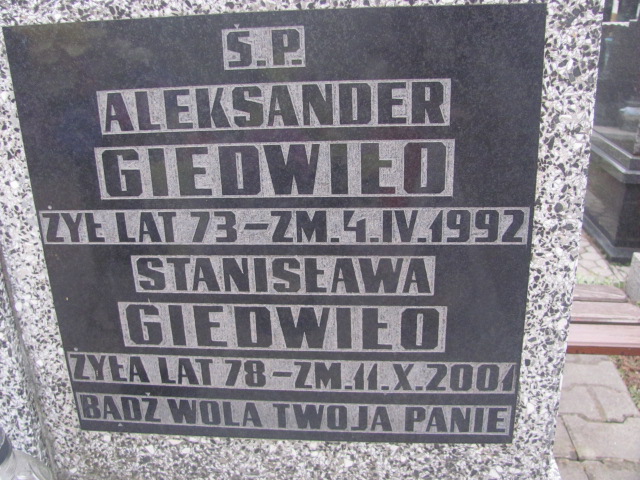 Ś.P.
ALEKSANDER
GIEDWIŁO
ŻYŁ LAT 73-ZM.4.IV.1992
STANISŁAWA
GIEDWIŁO
ŻYŁA LAT 78-ZM.11.X.2001
BĄDŹ WOLA TWOJA PANIE